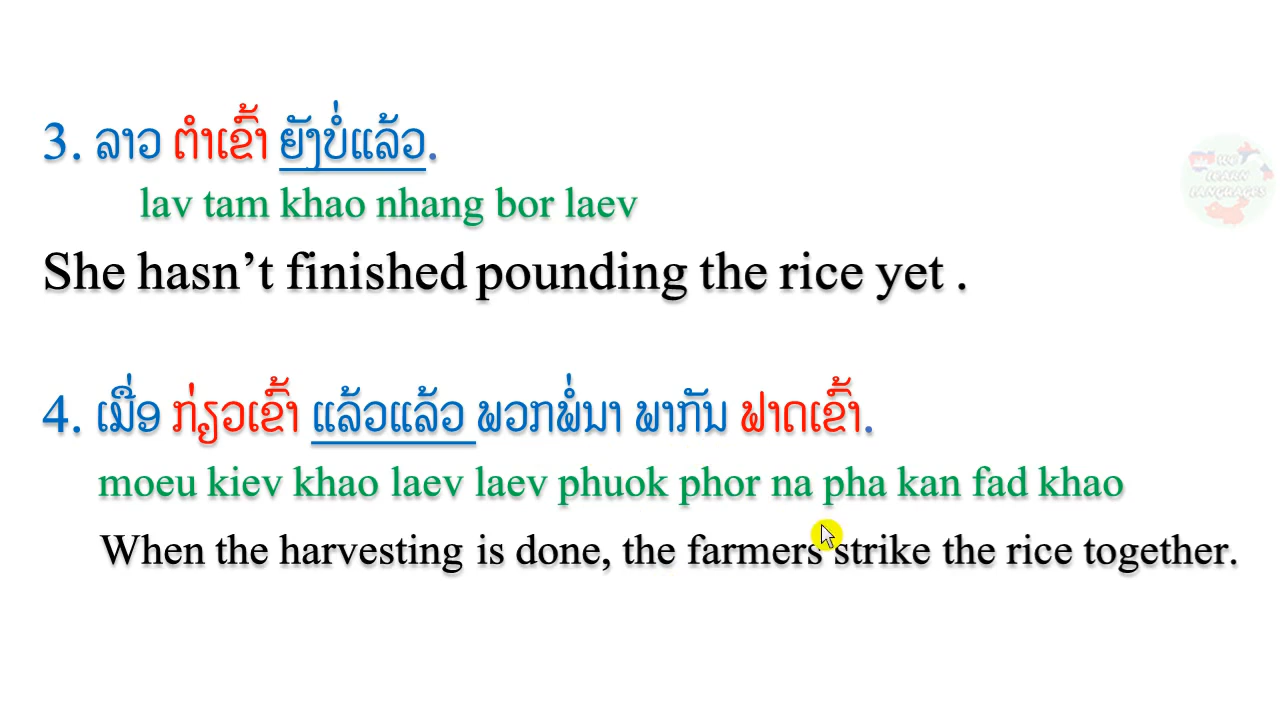 3. ລາວ ຕຳເຂົ້າ ຍັງບໍ່ແລ້ວ.
lav tam khao nhang bor laev
She hasn’t finished pounding the rice yet .
WE
LEARN
LANGUAGES
4. ເມື່ອ ກ່ຽວເຂົ້າ ແລ້ວແລ້ວ ພວກພໍ່ນາ ພາກັນ ຟາດເຂົ້າ.
moeu kiev khao laev laev phuok phor na pha kan fad khao
When the harvesting is done, the farmers strike the rice together.